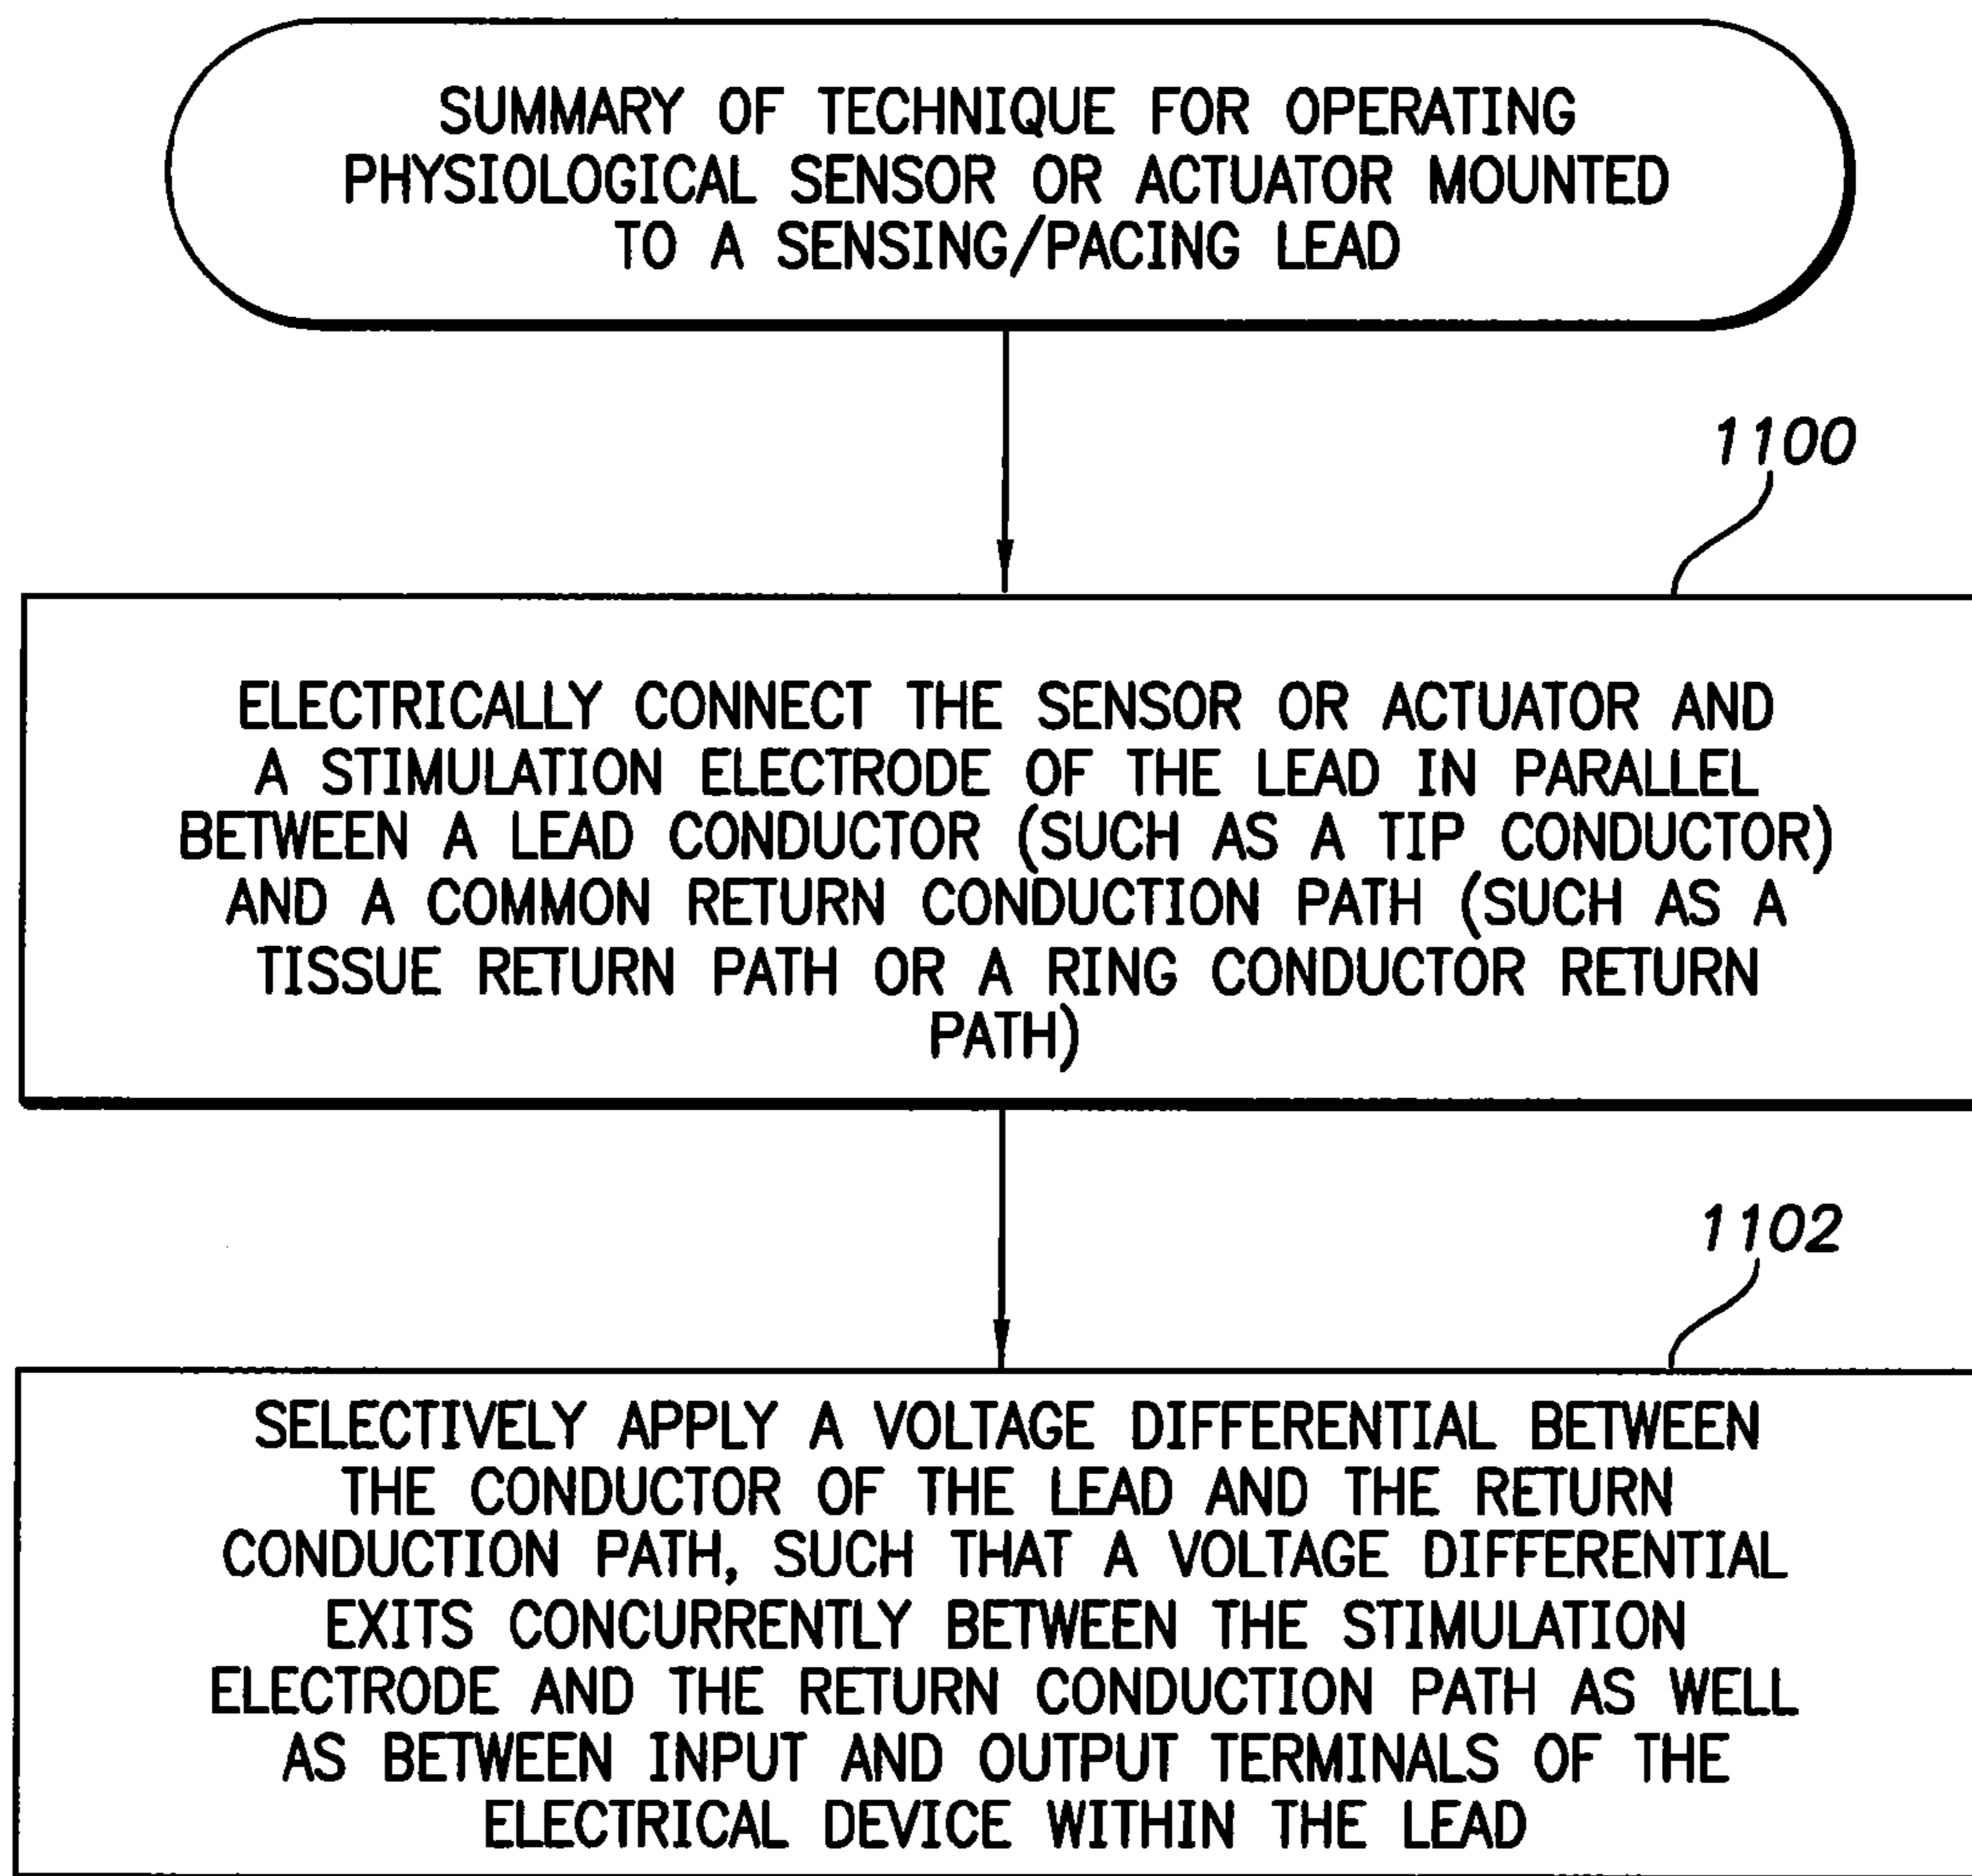 SUMMARY OF TECHNIQUE FOR OPERATING
PHYSIOLOGICAL SENSOR OR ACTUATOR MOUNTED
TO A SENSING/PACING LEAD
1100
ELECTRICALLY CONNECT THE SENSOR OR ACTUATOR AND
A STIMULATION ELECTRODE OF THE LEAD IN PARALLEL
BETWEEN A LEAD CONDUCTOR (SUCH AS A TIP CONDUCTOR)
AND A COMMON RETURN CONDUCTION PATH (SUCH AS A
TISSUE RETURN PATH OR A RING CONDUCTOR RETURN
PATH)
1102
SELECTIVELY APPLY A VOLTAGE DIFFERENTIAL BETWEEN
THE CONDUCTOR OF THE LEAD AND THE RETURN
CONDUCTION PATH, SUCH THAT A VOLTAGE DIFFERENTIAL
EXITS CONCURRENTLY BETWEEN THE STIMULATION
ELECTRODE AND THE RETURN CONDUCTION PATH AS WELL
AS BETWEEN INPUT AND OUTPUT TERMINALS OF THE
ELECTRICAL DEVICE WITHIN THE LEAD